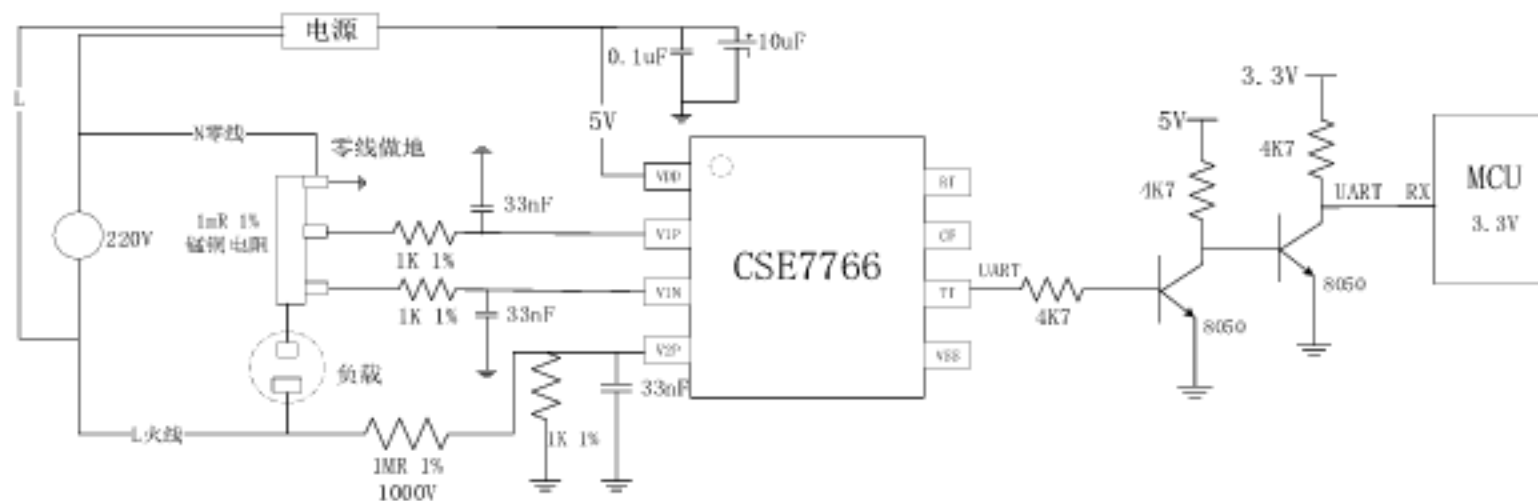 电源
0.1uF
10uF
L
3.3V
5V
5V
N零线
零线做地
4K7
MCU
VDD
RF
4K7
33nF
UART
RX
3.3V
1mR 1%
锰铜电阻
220V
V1P
CF
1K 1%
CSE7766
UART
8050
V1N
TF
1K 1%
33nF
4K7
8050
V2P
VSS
负载
33nF
L火线
1K 1%
1MR 1%
1000V